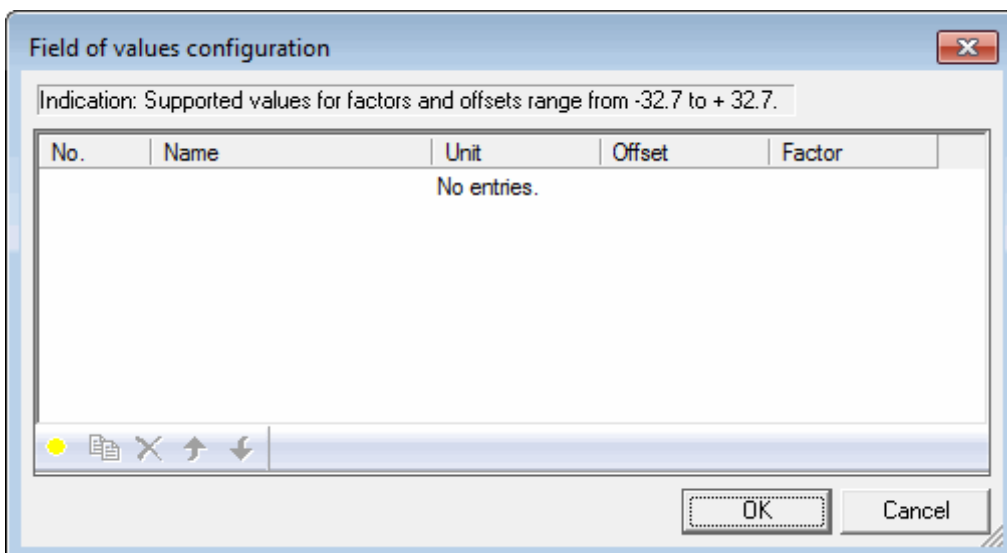 Field of values configuration
Indication: Supported values for factors and offsets range from -32.7 to + 32.7.
No. Name Unit Offset Factor
No entries.
OK Cancel